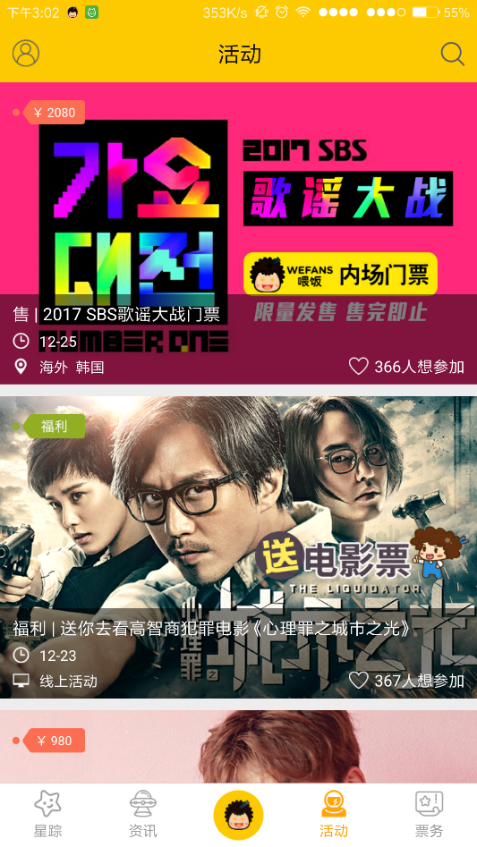 下午3:02
353K/s
55%
活动
¥ 2080
가요
대전
NUMBER ONE
2017 SBS
歌谣大战
WEFANS
喂饭
内场门票
限量发售 售完即止
售 | 2017 SBS歌谣大战门票
12-25
海外 韩国
366人想参加
福利
送电影票
THE LIQUIDATOR
城市之光
福利 | 送你去看高智商犯罪电影《心理罪之城市之光》
12-23
线上活动
367人想参加
¥ 980
星踪
资讯
活动
票务